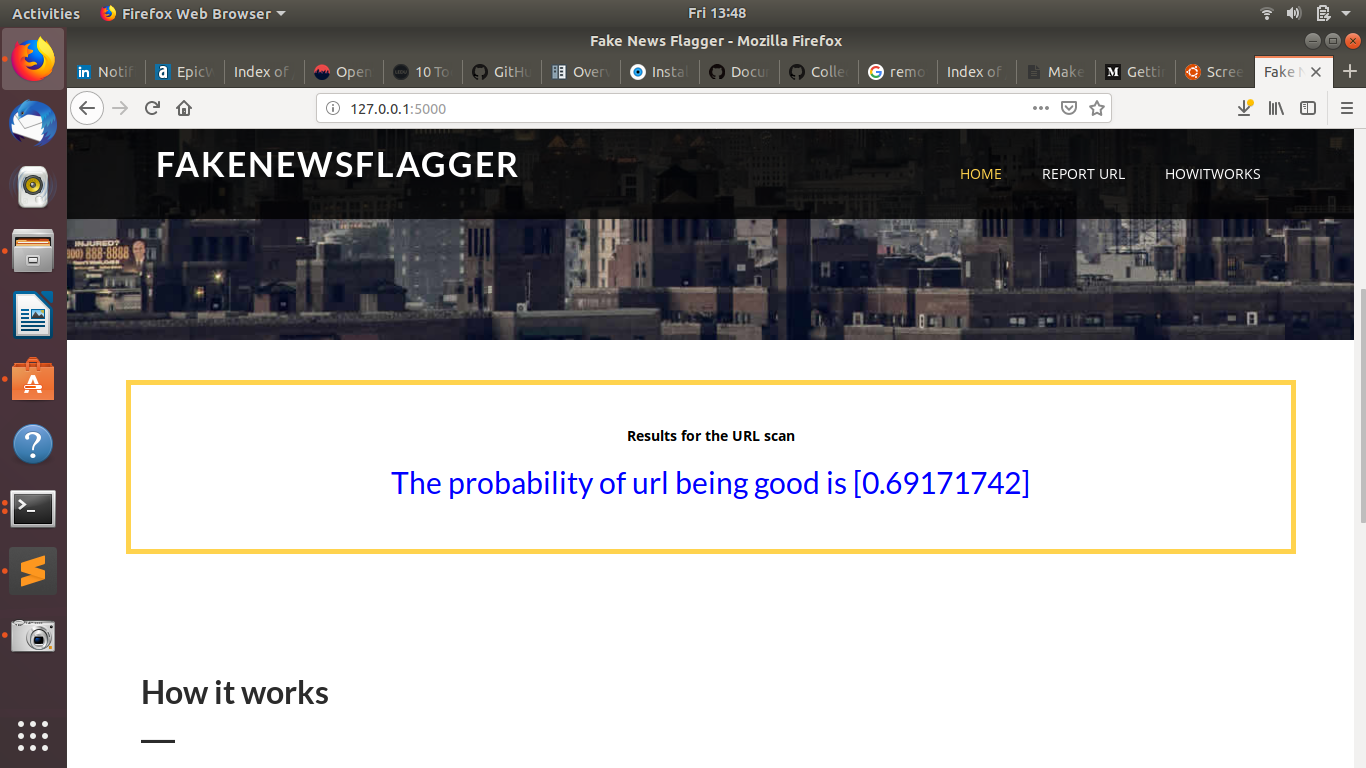 Activities Firefox Web Browser Fri 13:48
Fake News Flagger - Mozilla Firefox
in Notif a EpicW Index of Open 10 To GitHu Overv Instal Docu Colle G remo Index of Make M Getti Scree Fake N
127.0.0.1:5000
FAKENEWSFLAGGER
HOME REPORT URL HOWITWORKS
INJURED?
(800) 888-8888
Results for the URL scan
The probability of url being good is [0.69171742]
How it works